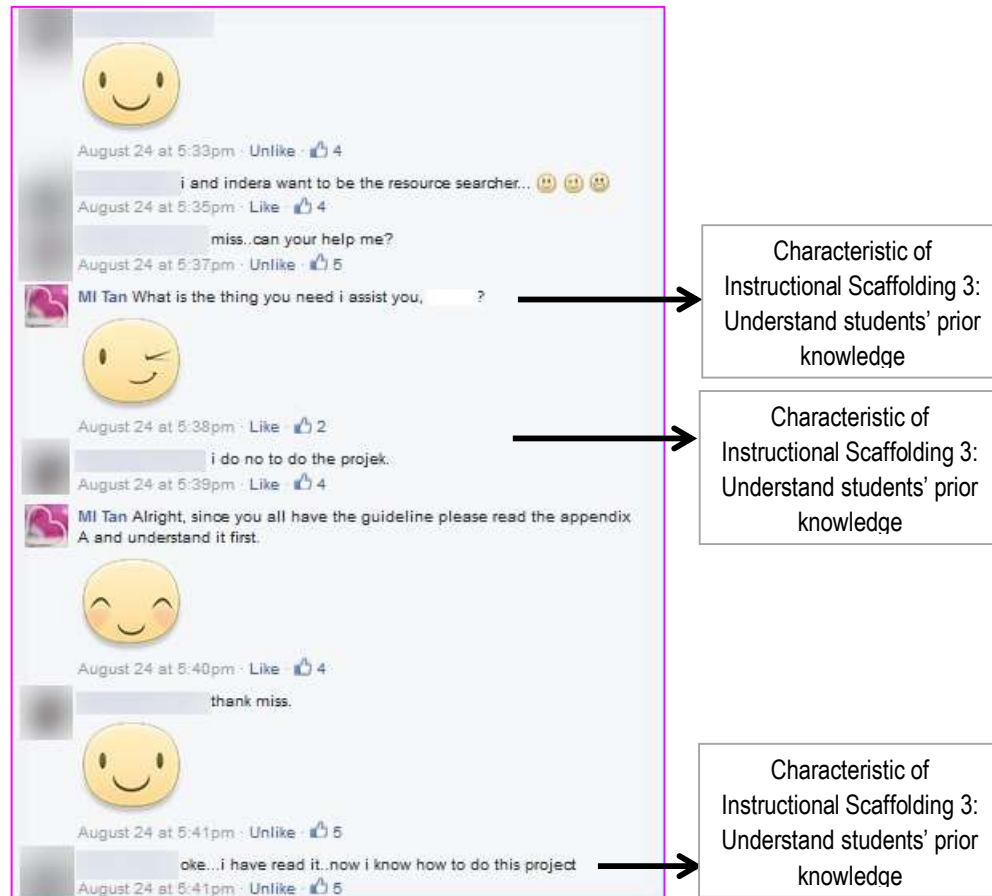 August 24 at 5:33pm · Unlike · 4
i and indera want to be the resource searcher...
August 24 at 5:35pm · Like · 4
miss..can your help me?
August 24 at 5:37pm · Unlike · 5
MI Tan What is the thing you need i assist you, ?
August 24 at 5:38pm · Like · 2
i do no to do the projek.
August 24 at 5:39pm · Like · 4
MI Tan Alright, since you all have the guideline please read the appendix
A and understand it first.
August 24 at 5:40pm · Like · 4
thank miss.
August 24 at 5:41pm · Unlike · 5
oke...i have read it..now i know how to do this project
August 24 at 5:41pm · Unlike · 5
Characteristic of
Instructional Scaffolding 3:
Understand students’ prior
knowledge
Characteristic of
Instructional Scaffolding 3:
Understand students’ prior
knowledge
Characteristic of
Instructional Scaffolding 3:
Understand students’ prior
knowledge